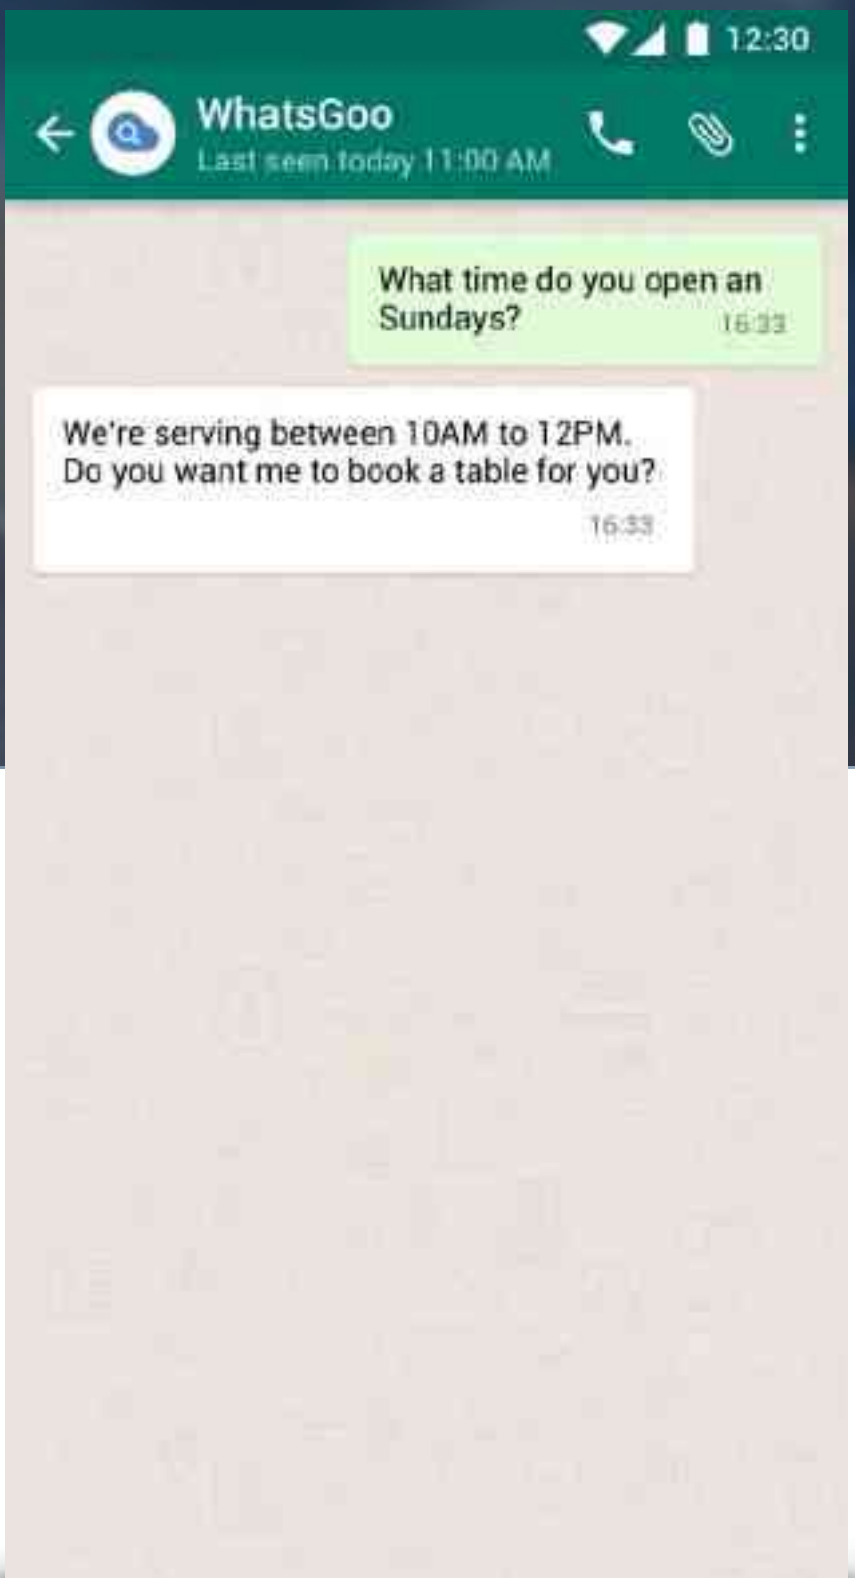 12:30
WhatsGoo
Last seen today 11:00 AM
What time do you open an
Sundays?
16:33
We're serving between 10AM to 12PM.
Do you want me to book a table for you?
16:33